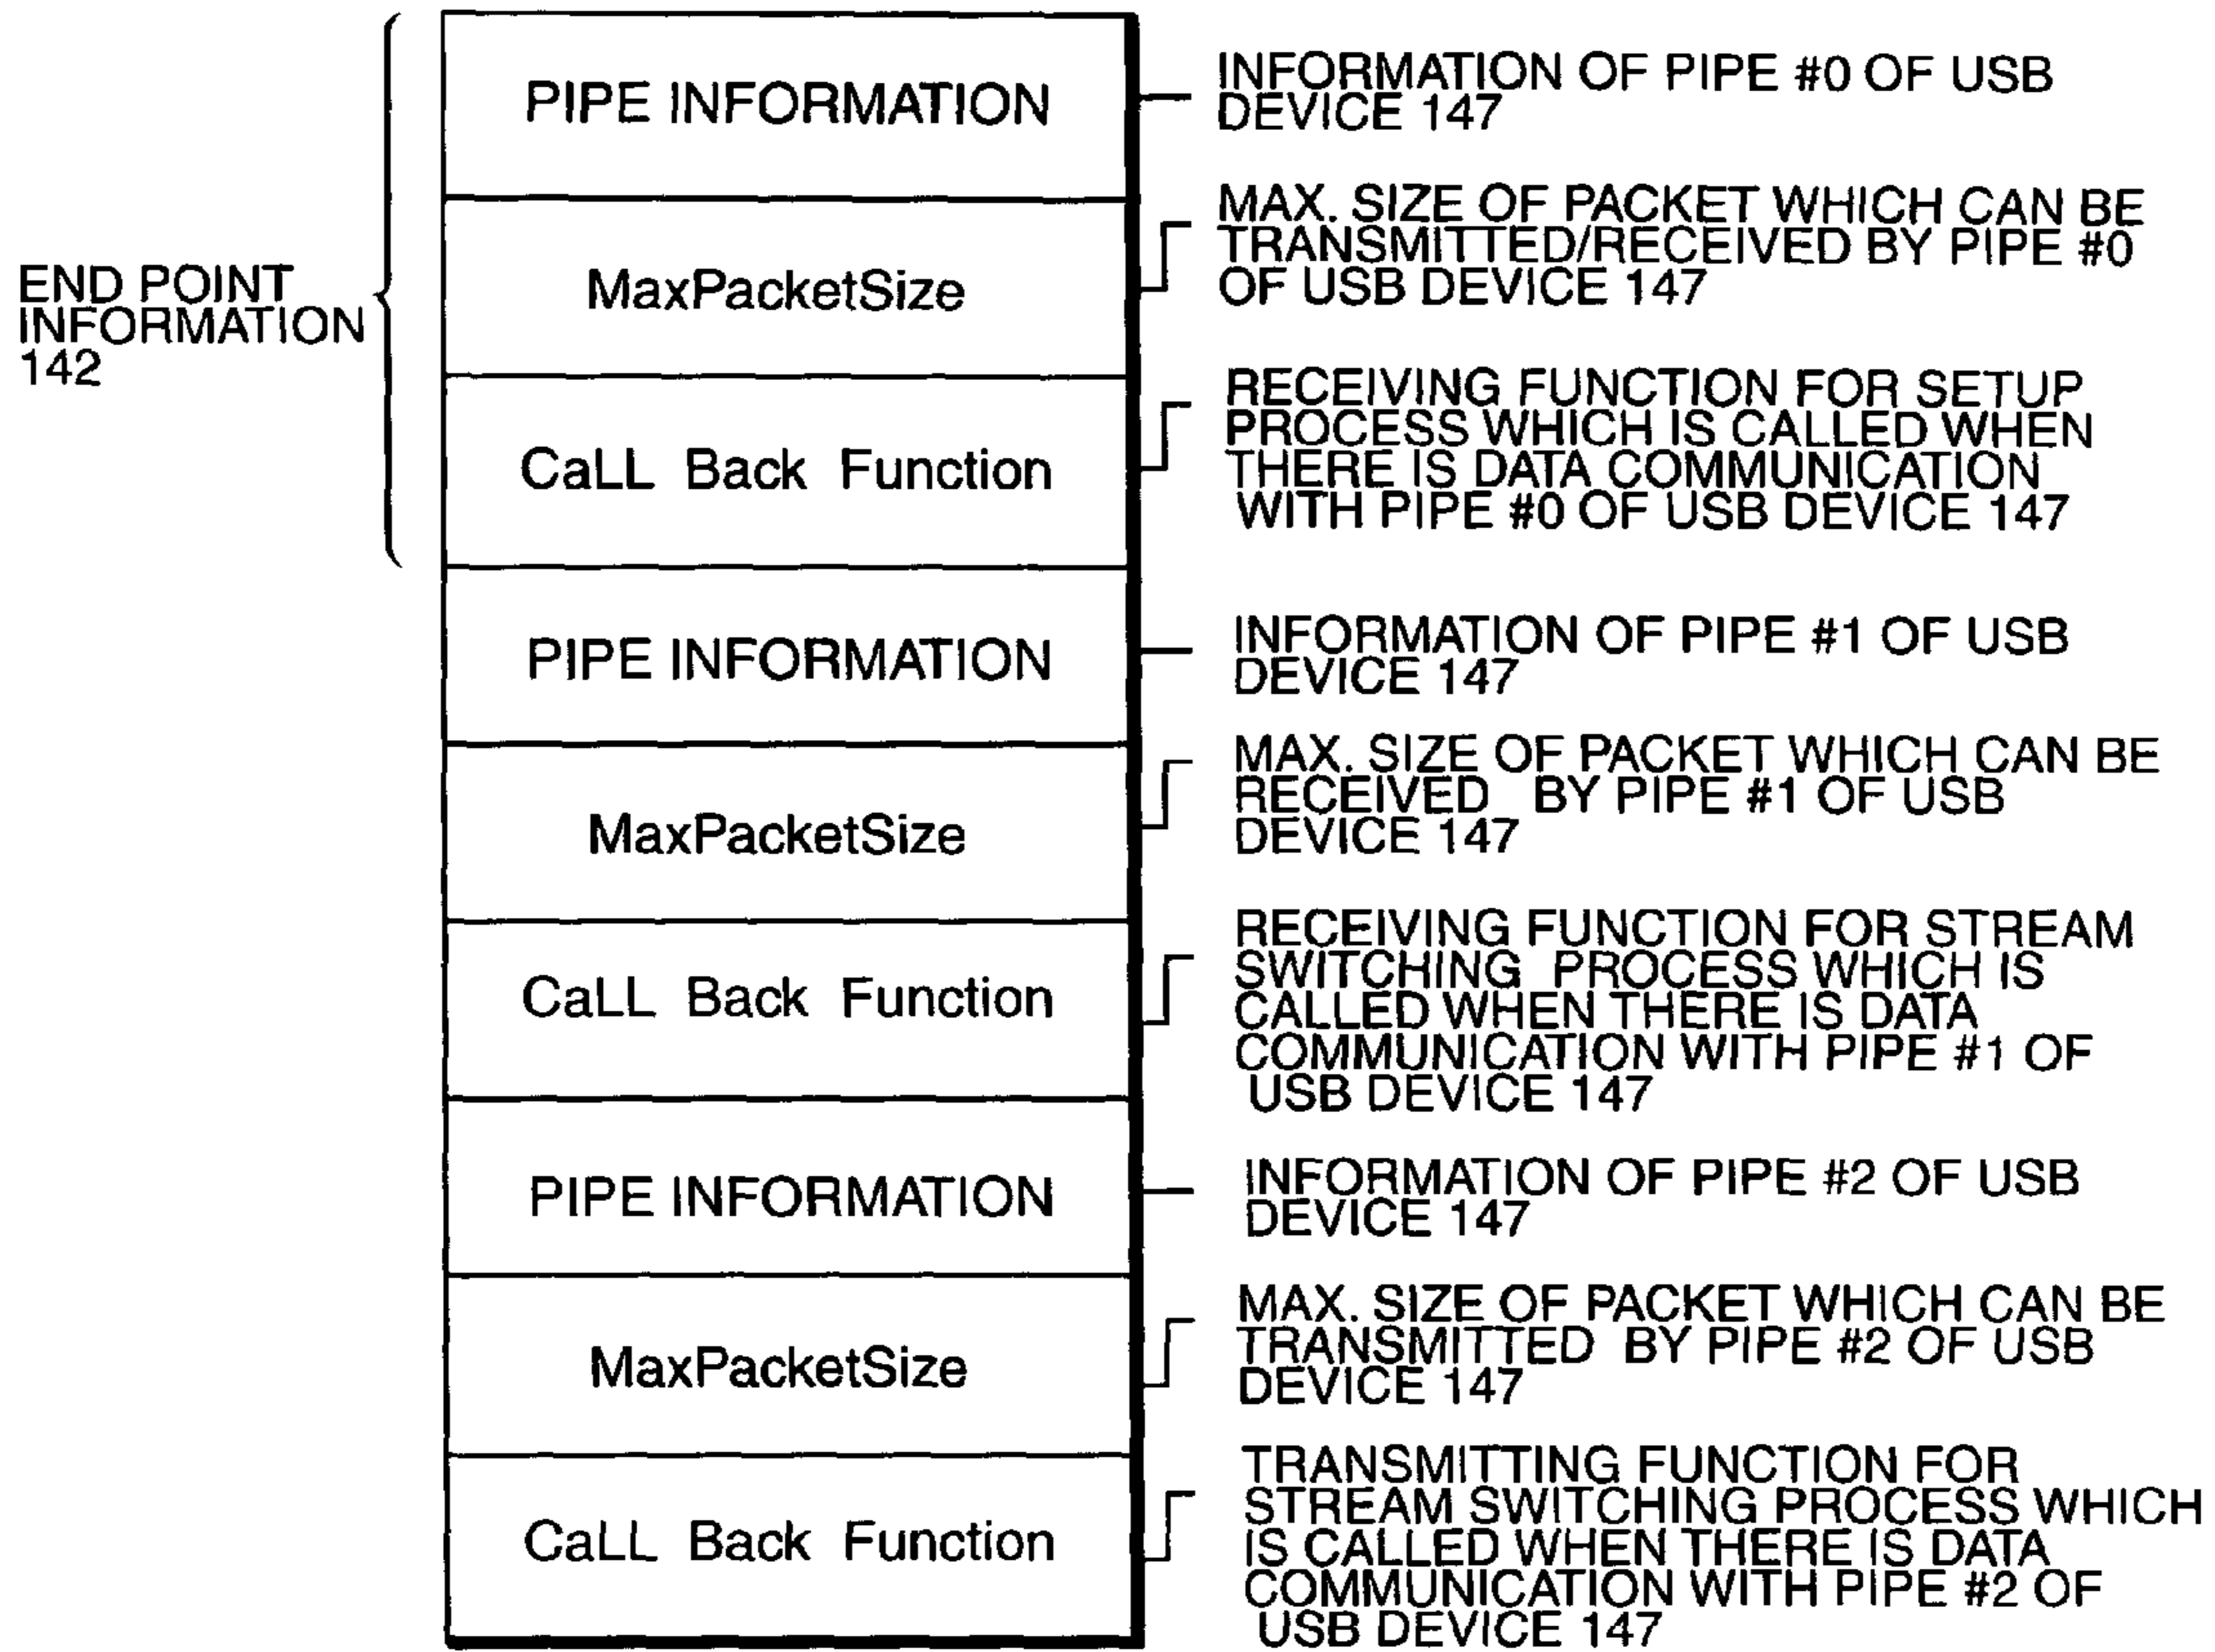 END POINT
INFORMATION
142
PIPE INFORMATION
INFORMATION OF PIPE #0 OF USB
DEVICE 147
MaxPacketSize
MAX. SIZE OF PACKET WHICH CAN BE
TRANSMITTED/RECEIVED BY PIPE #0
OF USB DEVICE 147
CaLL Back Function
RECEIVING FUNCTION FOR SETUP
PROCESS WHICH IS CALLED WHEN
THERE IS DATA COMMUNICATION
WITH PIPE #0 OF USB DEVICE 147
PIPE INFORMATION
INFORMATION OF PIPE #1 OF USB
DEVICE 147
MaxPacketSize
MAX. SIZE OF PACKET WHICH CAN BE
RECEIVED BY PIPE #1 OF USB
DEVICE 147
CaLL Back Function
RECEIVING FUNCTION FOR STREAM
SWITCHING PROCESS WHICH IS
CALLED WHEN THERE IS DATA
COMMUNICATION WITH PIPE #1 OF
USB DEVICE 147
PIPE INFORMATION
INFORMATION OF PIPE #2 OF USB
DEVICE 147
MaxPacketSize
MAX. SIZE OF PACKET WHICH CAN BE
TRANSMITTED BY PIPE #2 OF USB
DEVICE 147
CaLL Back Function
TRANSMITTING FUNCTION FOR
STREAM SWITCHING PROCESS WHICH
IS CALLED WHEN THERE IS DATA
COMMUNICATION WITH PIPE #2 OF
USB DEVICE 147